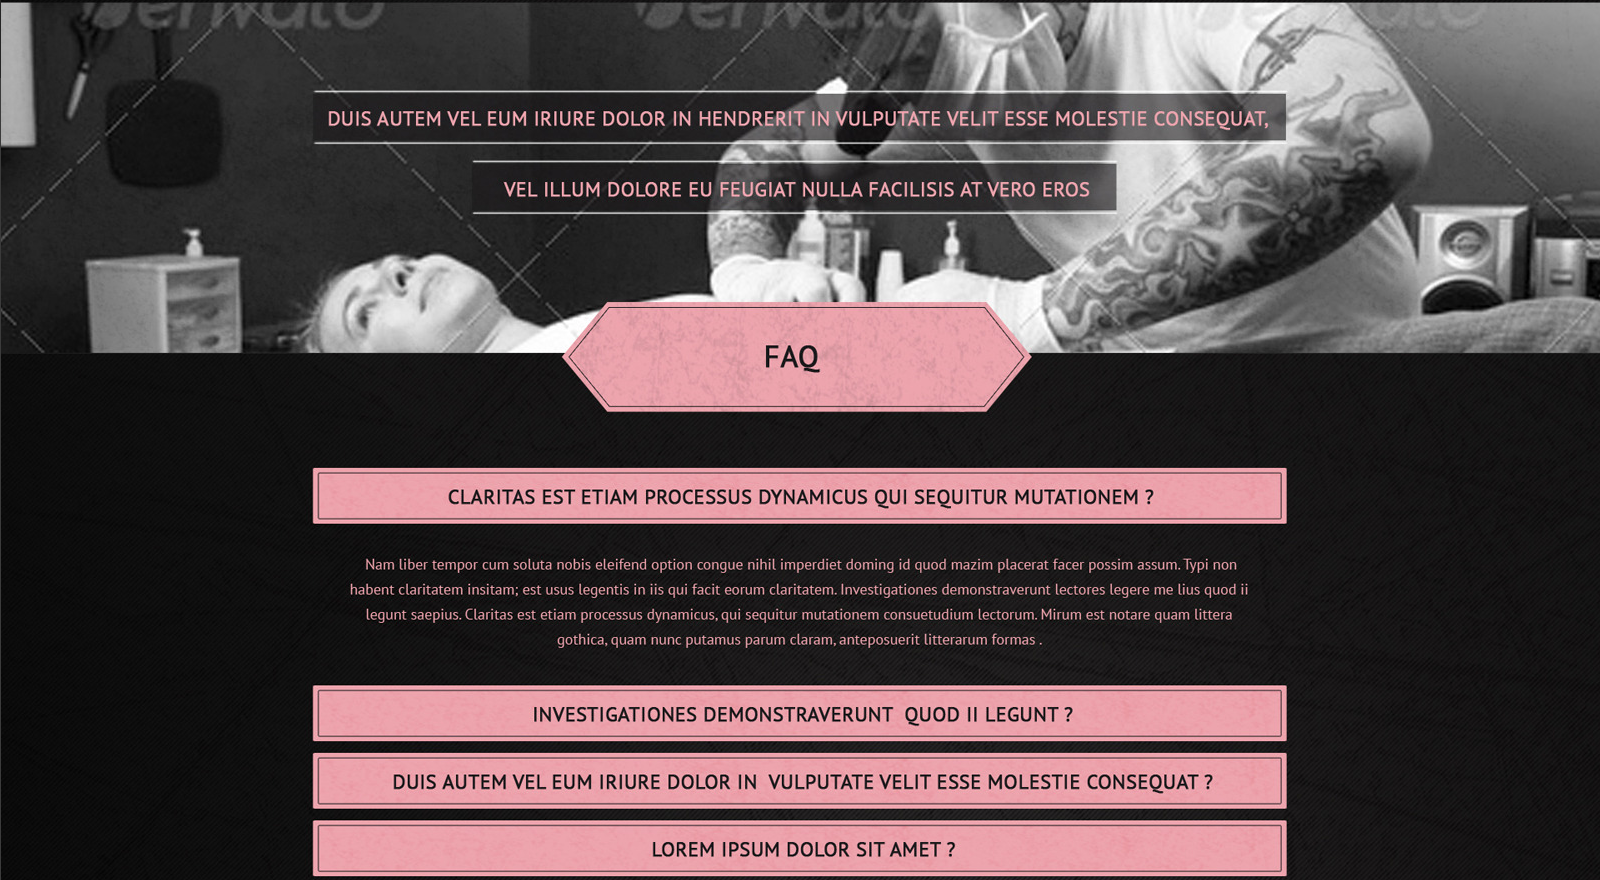 envato
envato
DUIS AUTEM VEL EUM IRIURE DOLOR IN HENDRERIT IN VULPUTATE VELIT ESSE MOLESTIE CONSEQUAT,
VEL ILLUM DOLORE EU FEUGIAT NULLA FACILISIS AT VERO EROS
FAQ
CLARITAS EST ETIAM PROCESSUS DYNAMICUS QUI SEQUITUR MUTATIONEM ?
Nam liber tempor cum soluta nobis eleifend option congue nihil imperdiet doming id quod mazim placerat facer possim assum. Typi non
habent claritatem insitam; est usus legentis in iis qui facit eorum claritatem. Investigationes demonstraverunt lectores legere me lius quod ii
legunt saepius. Claritas est etiam processus dynamicus, qui sequitur mutationem consuetudium lectorum. Mirum est notare quam littera
gothica, quam nunc putamus parum claram, anteposuerit litterarum formas .
INVESTIGATIONES DEMONSTRAVERUNT  QUOD II LEGUNT ?
DUIS AUTEM VEL EUM IRIURE DOLOR IN  VULPUTATE VELIT ESSE MOLESTIE CONSEQUAT ?
LOREM IPSUM DOLOR SIT AMET ?